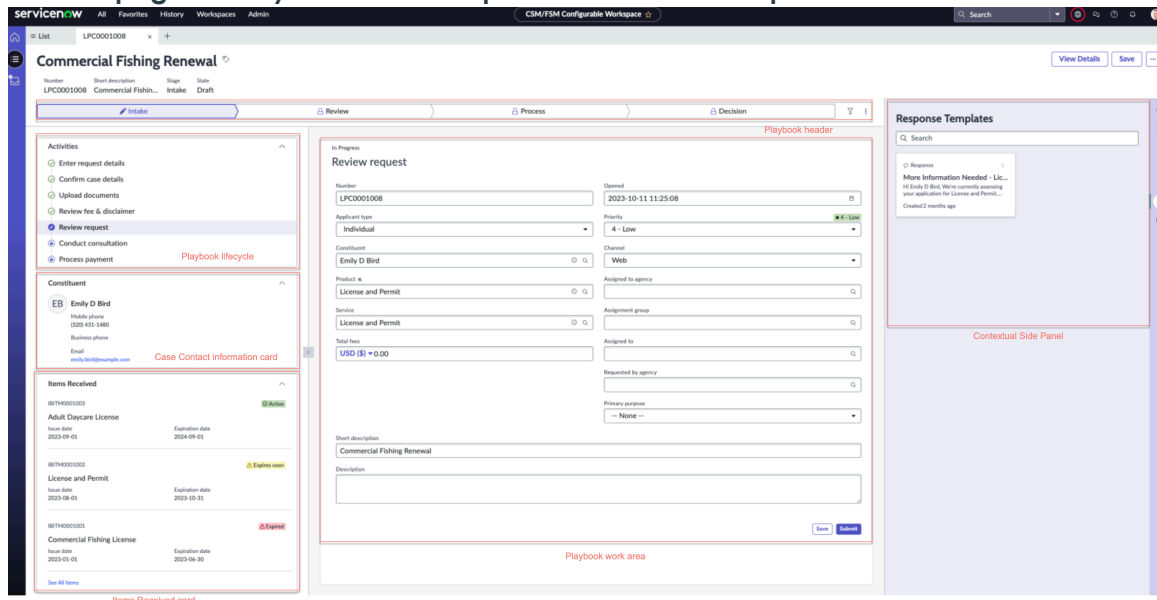 servicenow All Favorites History Workspaces Admin CSM/FSM Configurable Workspace Search
List LPC0001008 × +
Commercial Fishing Renewal View Details Save
Number Short description Stage State
LPC0001008 Commercial Fishin... Intake Draft
Intake Review Process Decision
Playbook header
Activities
Enter request details
Confirm case details
Upload documents
Review fee & disclaimer
Review request
Conduct consultation
Process payment
Playbook lifecycle
Constituent
EB Emily D Bird
Mobile phone
(320) 431-1480
Business phone
Email
emily.bird@example.com
Case Contact information card
Items Received
IBITM0001003 Active
Adult Daycare License
Issue date Expiration date
2023-09-01 2024-09-01
IBITM0001002 Expires soon
License and Permit
Issue date Expiration date
2023-08-01 2023-10-31
IBITM0001001 Expired
Commercial Fishing License
Issue date Expiration date
2023-01-01 2023-06-30
See All Items
In Progress
Review request
Number Opened
LPC0001008 2023-10-11 11:25:08
Applicant type Priority 4 - Low
Individual 4 - Low
Constituent Channel
Emily D Bird Web
Product Assigned to agency
License and Permit
Service Assignment group
License and Permit
Total fees Assigned to
USD ($) 0.00
Requested by agency
Primary purpose
-- None --
Short description
Commercial Fishing Renewal
Description
Save Submit
Playbook work area
Response Templates
Search
Response
More Information Needed - Lic...
Hi Emily D Bird, We're currently assessing
your application for License and Permit....
Created 2 months ago
Contextual Side Panel